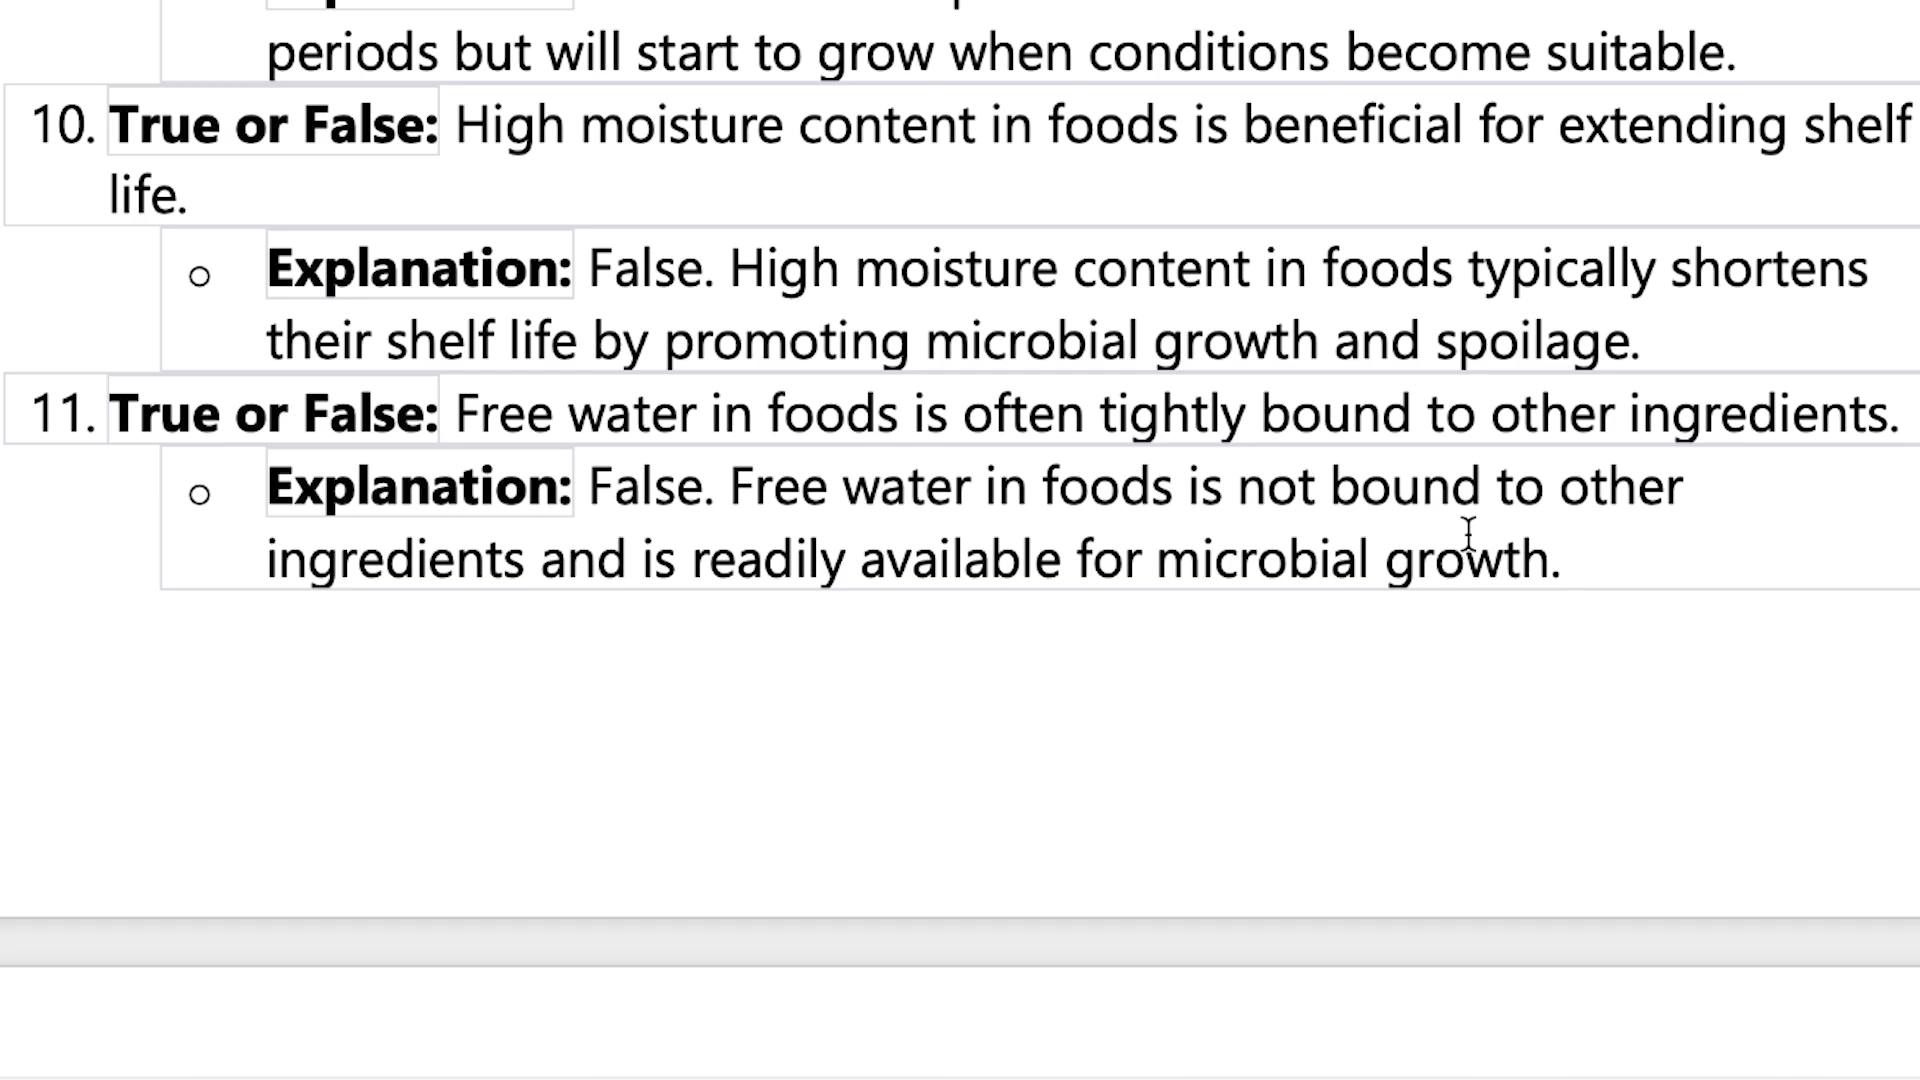 periods but will start to grow when conditions become suitable.
10. True or False: High moisture content in foods is beneficial for extending shelf
life.
○ Explanation: False. High moisture content in foods typically shortens
their shelf life by promoting microbial growth and spoilage.
11. True or False: Free water in foods is often tightly bound to other ingredients.
○ Explanation: False. Free water in foods is not bound to other
ingredients and is readily available for microbial growth.